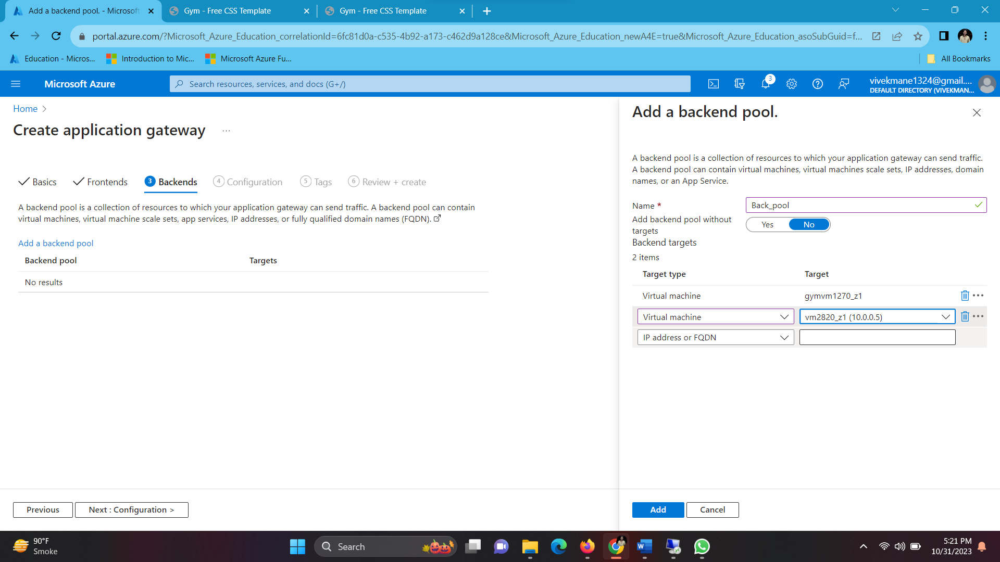 Add a backend pool. - Microsoft
Gym - Free CSS Template
Gym - Free CSS Template
portal.azure.com/?Microsoft_Azure_Education_correlationId=6fc81d0a-c535-4b92-a173-c462d9a128ce&Microsoft_Azure_Education_newA4E=true&Microsoft_Azure_Education_asoSubGuid=f...
Education - Micros...
Introduction to Mic...
Microsoft Azure Fu...
All Bookmarks
Microsoft Azure
Search resources, services, and docs (G+/)
3
vivekmane1324@gmail....
DEFAULT DIRECTORY (VIVEKMAN...
Home
Create application gateway
...
Basics
Frontends
3 Backends
4 Configuration
5 Tags
6 Review + create
A backend pool is a collection of resources to which your application gateway can send traffic. A backend pool can contain
virtual machines, virtual machine scale sets, app services, IP addresses, or fully qualified domain names (FQDN).
Add a backend pool
Backend pool
Targets
No results
Previous
Next : Configuration >
Add a backend pool.
A backend pool is a collection of resources to which your application gateway can send traffic.
A backend pool can contain virtual machines, virtual machines scale sets, IP addresses, domain
names, or an App Service.
Name *
Back_pool
Add backend pool without
targets
Yes
No
Backend targets
2 items
Target type
Target
Virtual machine
gymvm1270_z1
Virtual machine
vm2820_z1 (10.0.0.5)
IP address or FQDN
Add
Cancel
90°F
Smoke
Search
5:21 PM
10/31/2023